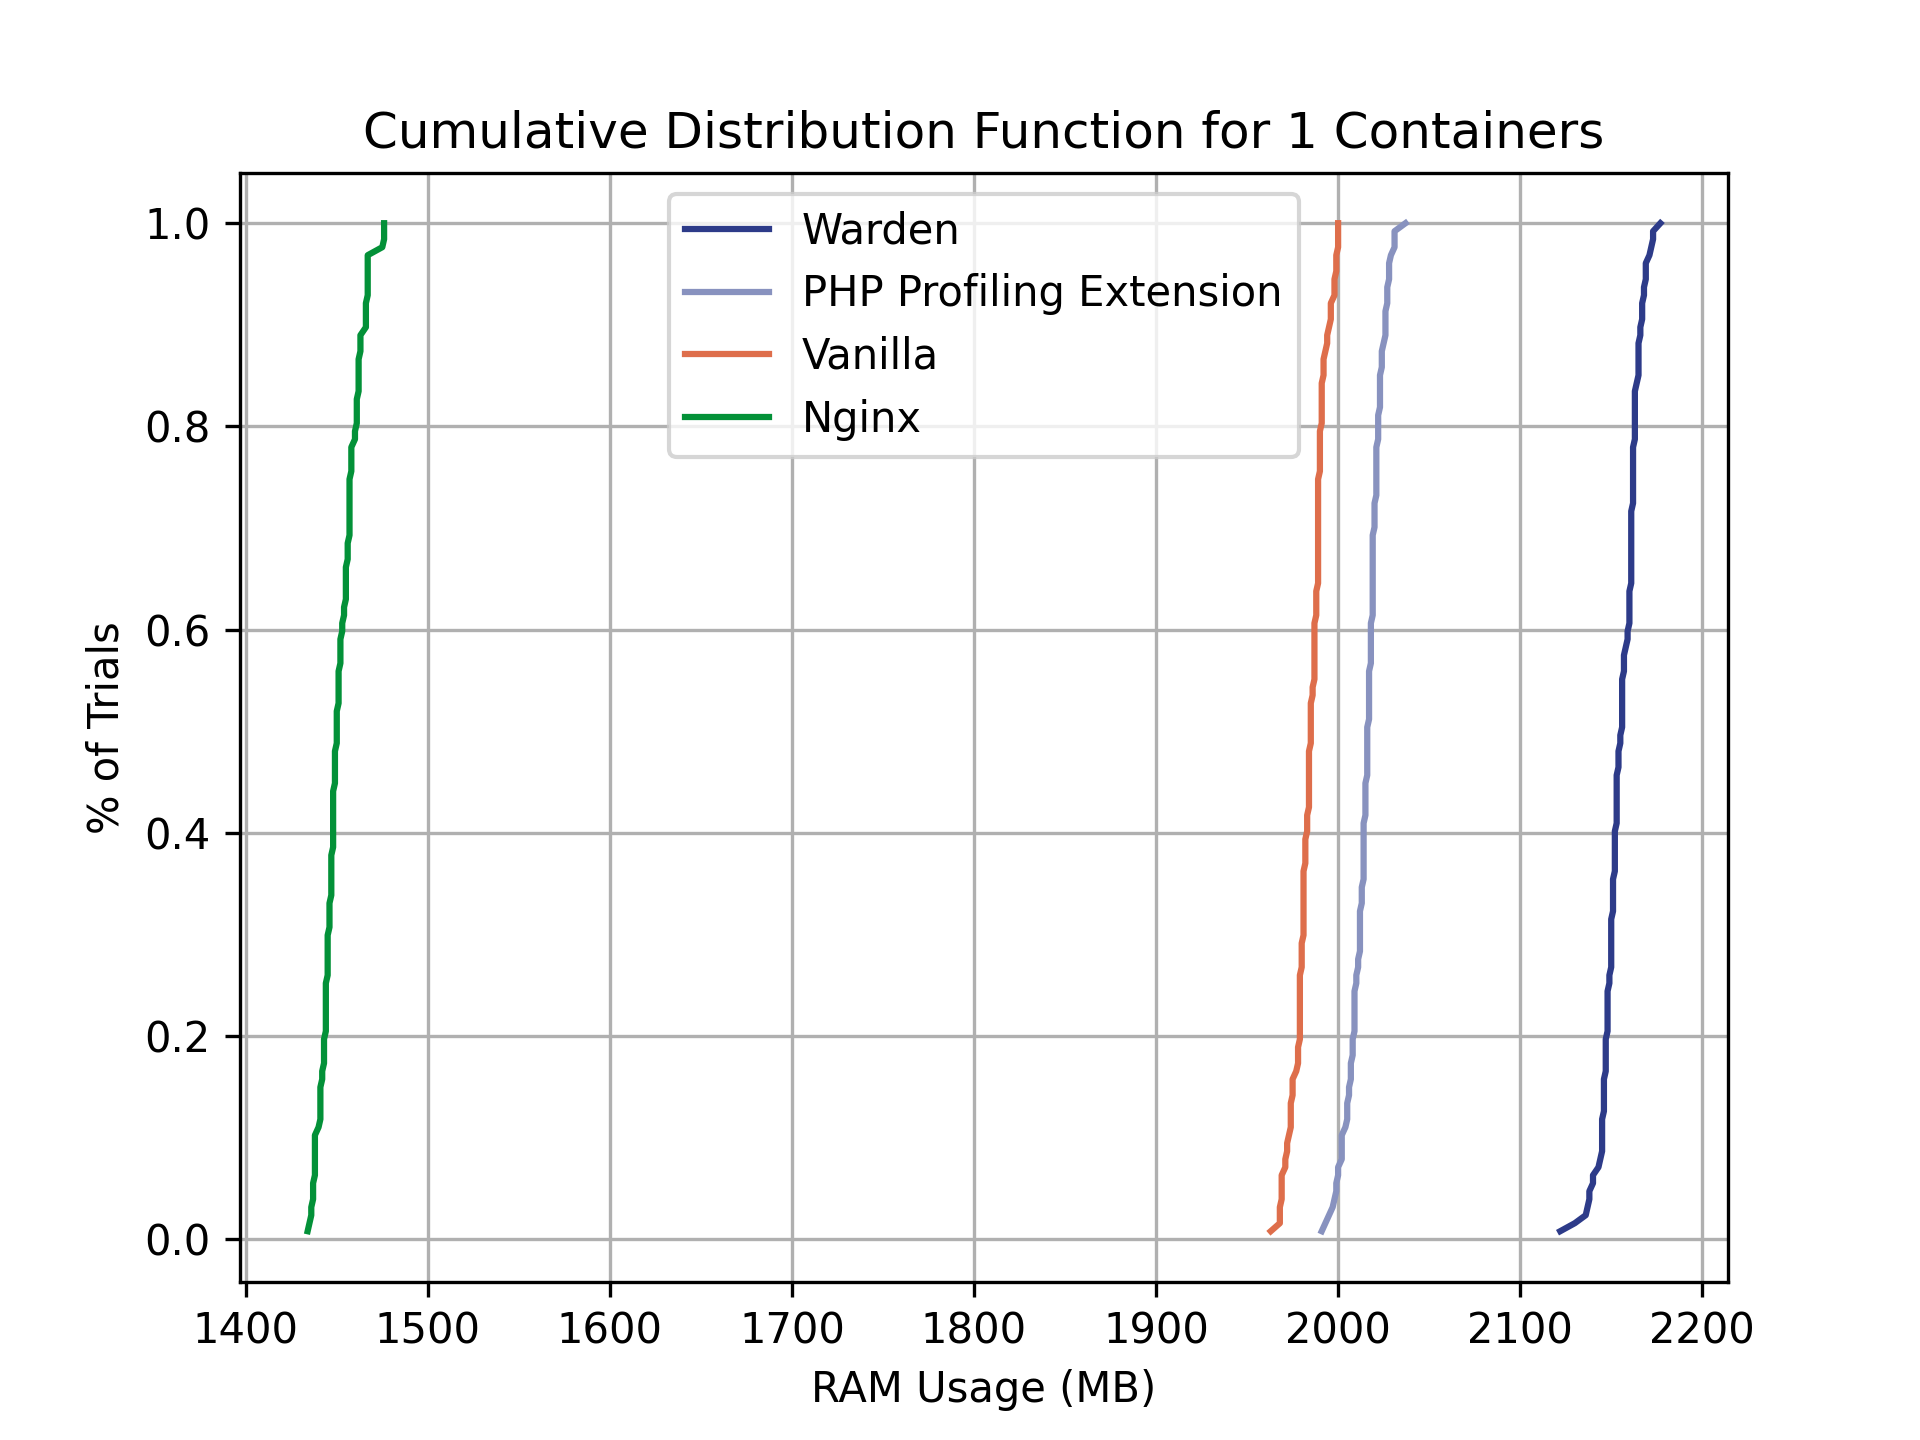 Cumulative Distribution Function for 1 Containers
Warden
PHP Profiling Extension
Vanilla
Nginx
1.0
0.8
0.6
0.4
0.2
0.0
% of Trials
1400 1500 1600 1700 1800 1900 2000 2100 2200
RAM Usage (MB)